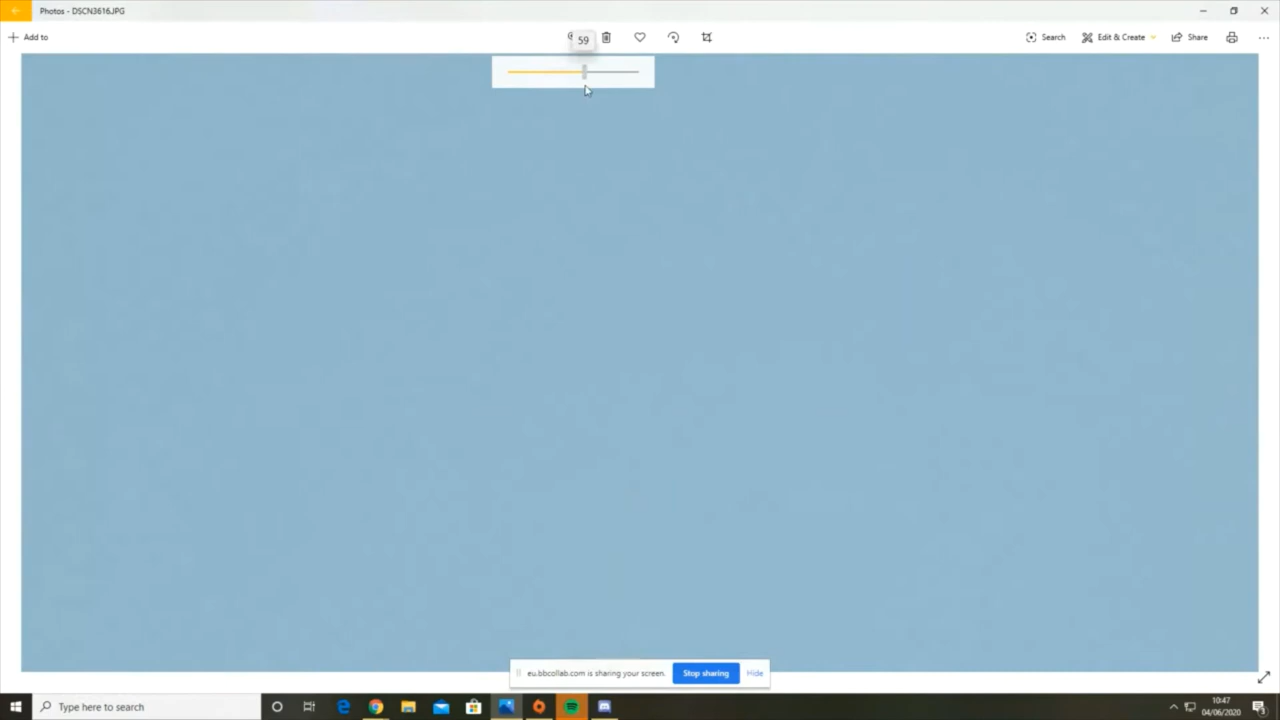 Photos - DSCN3616.JPG
Add to
59
Search
Edit & Create
Share
eu.bbcollab.com is sharing your screen.
Stop sharing
Hide
Type here to search
10:47
04/06/2020
3